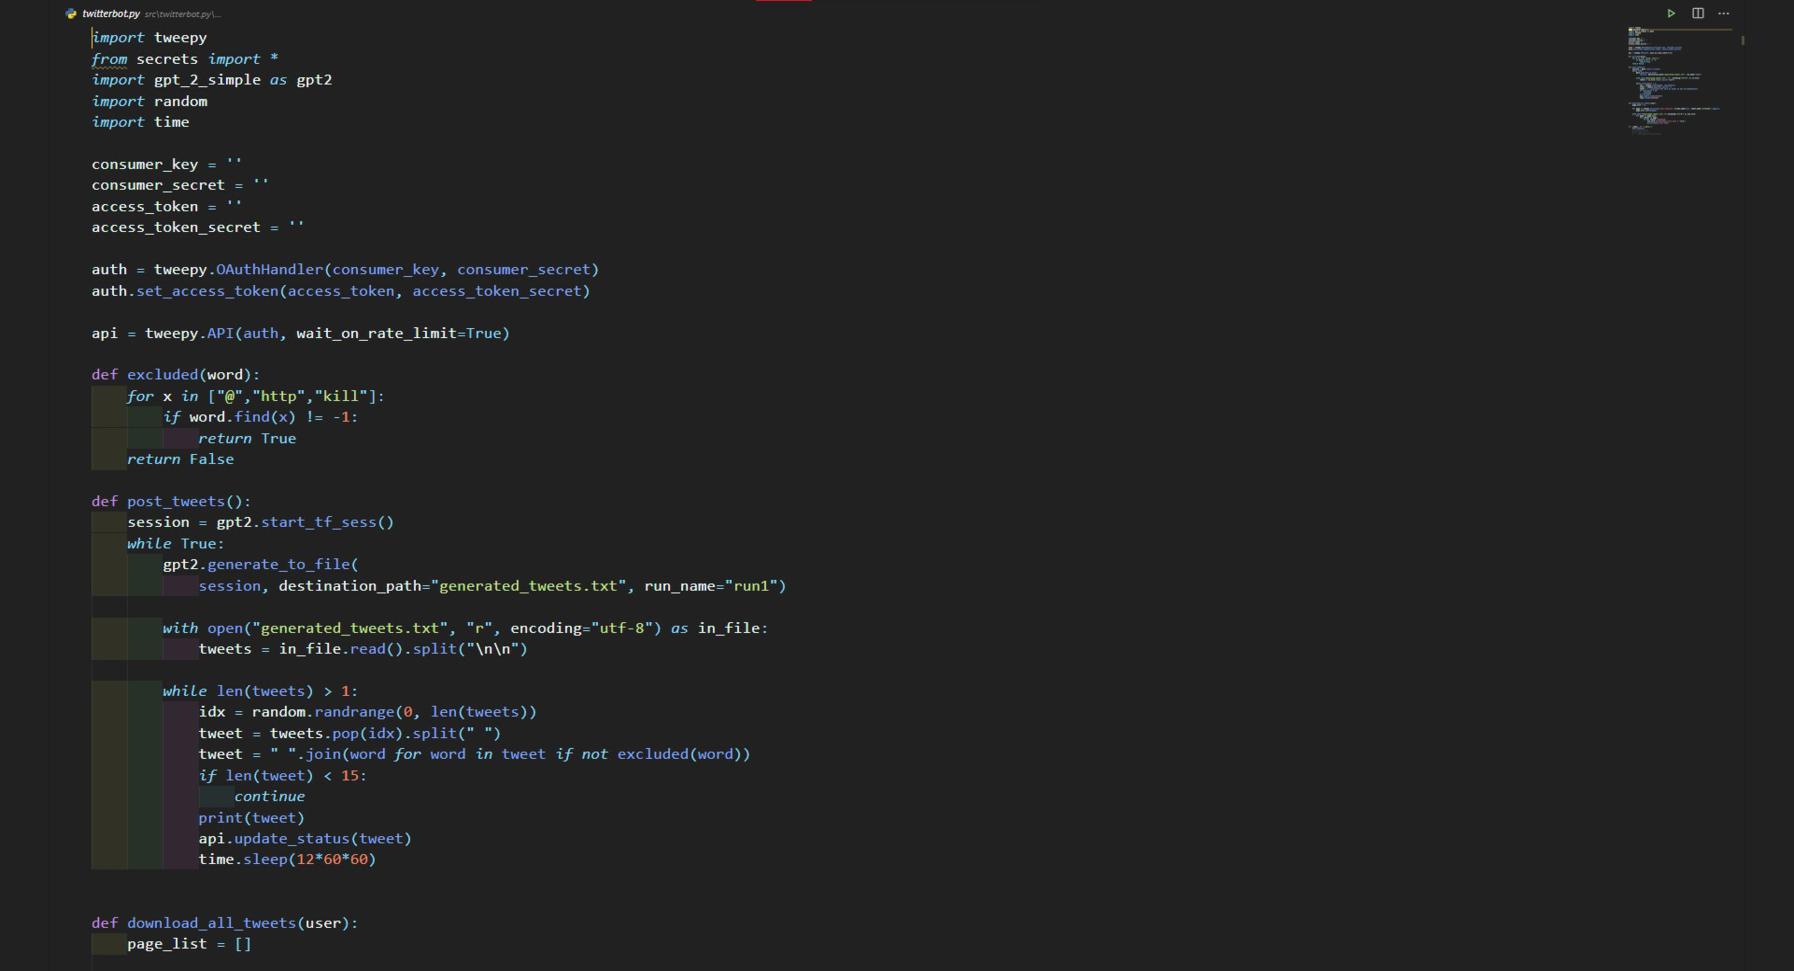 twitterbot.py src\twitterbot.py\...
import tweepy
from secrets import *
import gpt_2_simple as gpt2
import random
import time

consumer_key = ''
consumer_secret = ''
access_token = ''
access_token_secret = ''

auth = tweepy.OAuthHandler(consumer_key, consumer_secret)
auth.set_access_token(access_token, access_token_secret)

api = tweepy.API(auth, wait_on_rate_limit=True)

def excluded(word):
    for x in ["@","http","kill"]:
        if word.find(x) != -1:
            return True
    return False

def post_tweets():
    session = gpt2.start_tf_sess()
    while True:
        gpt2.generate_to_file(
            session, destination_path="generated_tweets.txt", run_name="run1")

        with open("generated_tweets.txt", "r", encoding="utf-8") as in_file:
            tweets = in_file.read().split("\n\n")

        while len(tweets) > 1:
            idx = random.randrange(0, len(tweets))
            tweet = tweets.pop(idx).split(" ")
            tweet = " ".join(word for word in tweet if not excluded(word))
            if len(tweet) < 15:
                continue
            print(tweet)
            api.update_status(tweet)
            time.sleep(12*60*60)

def download_all_tweets(user):
    page_list = []